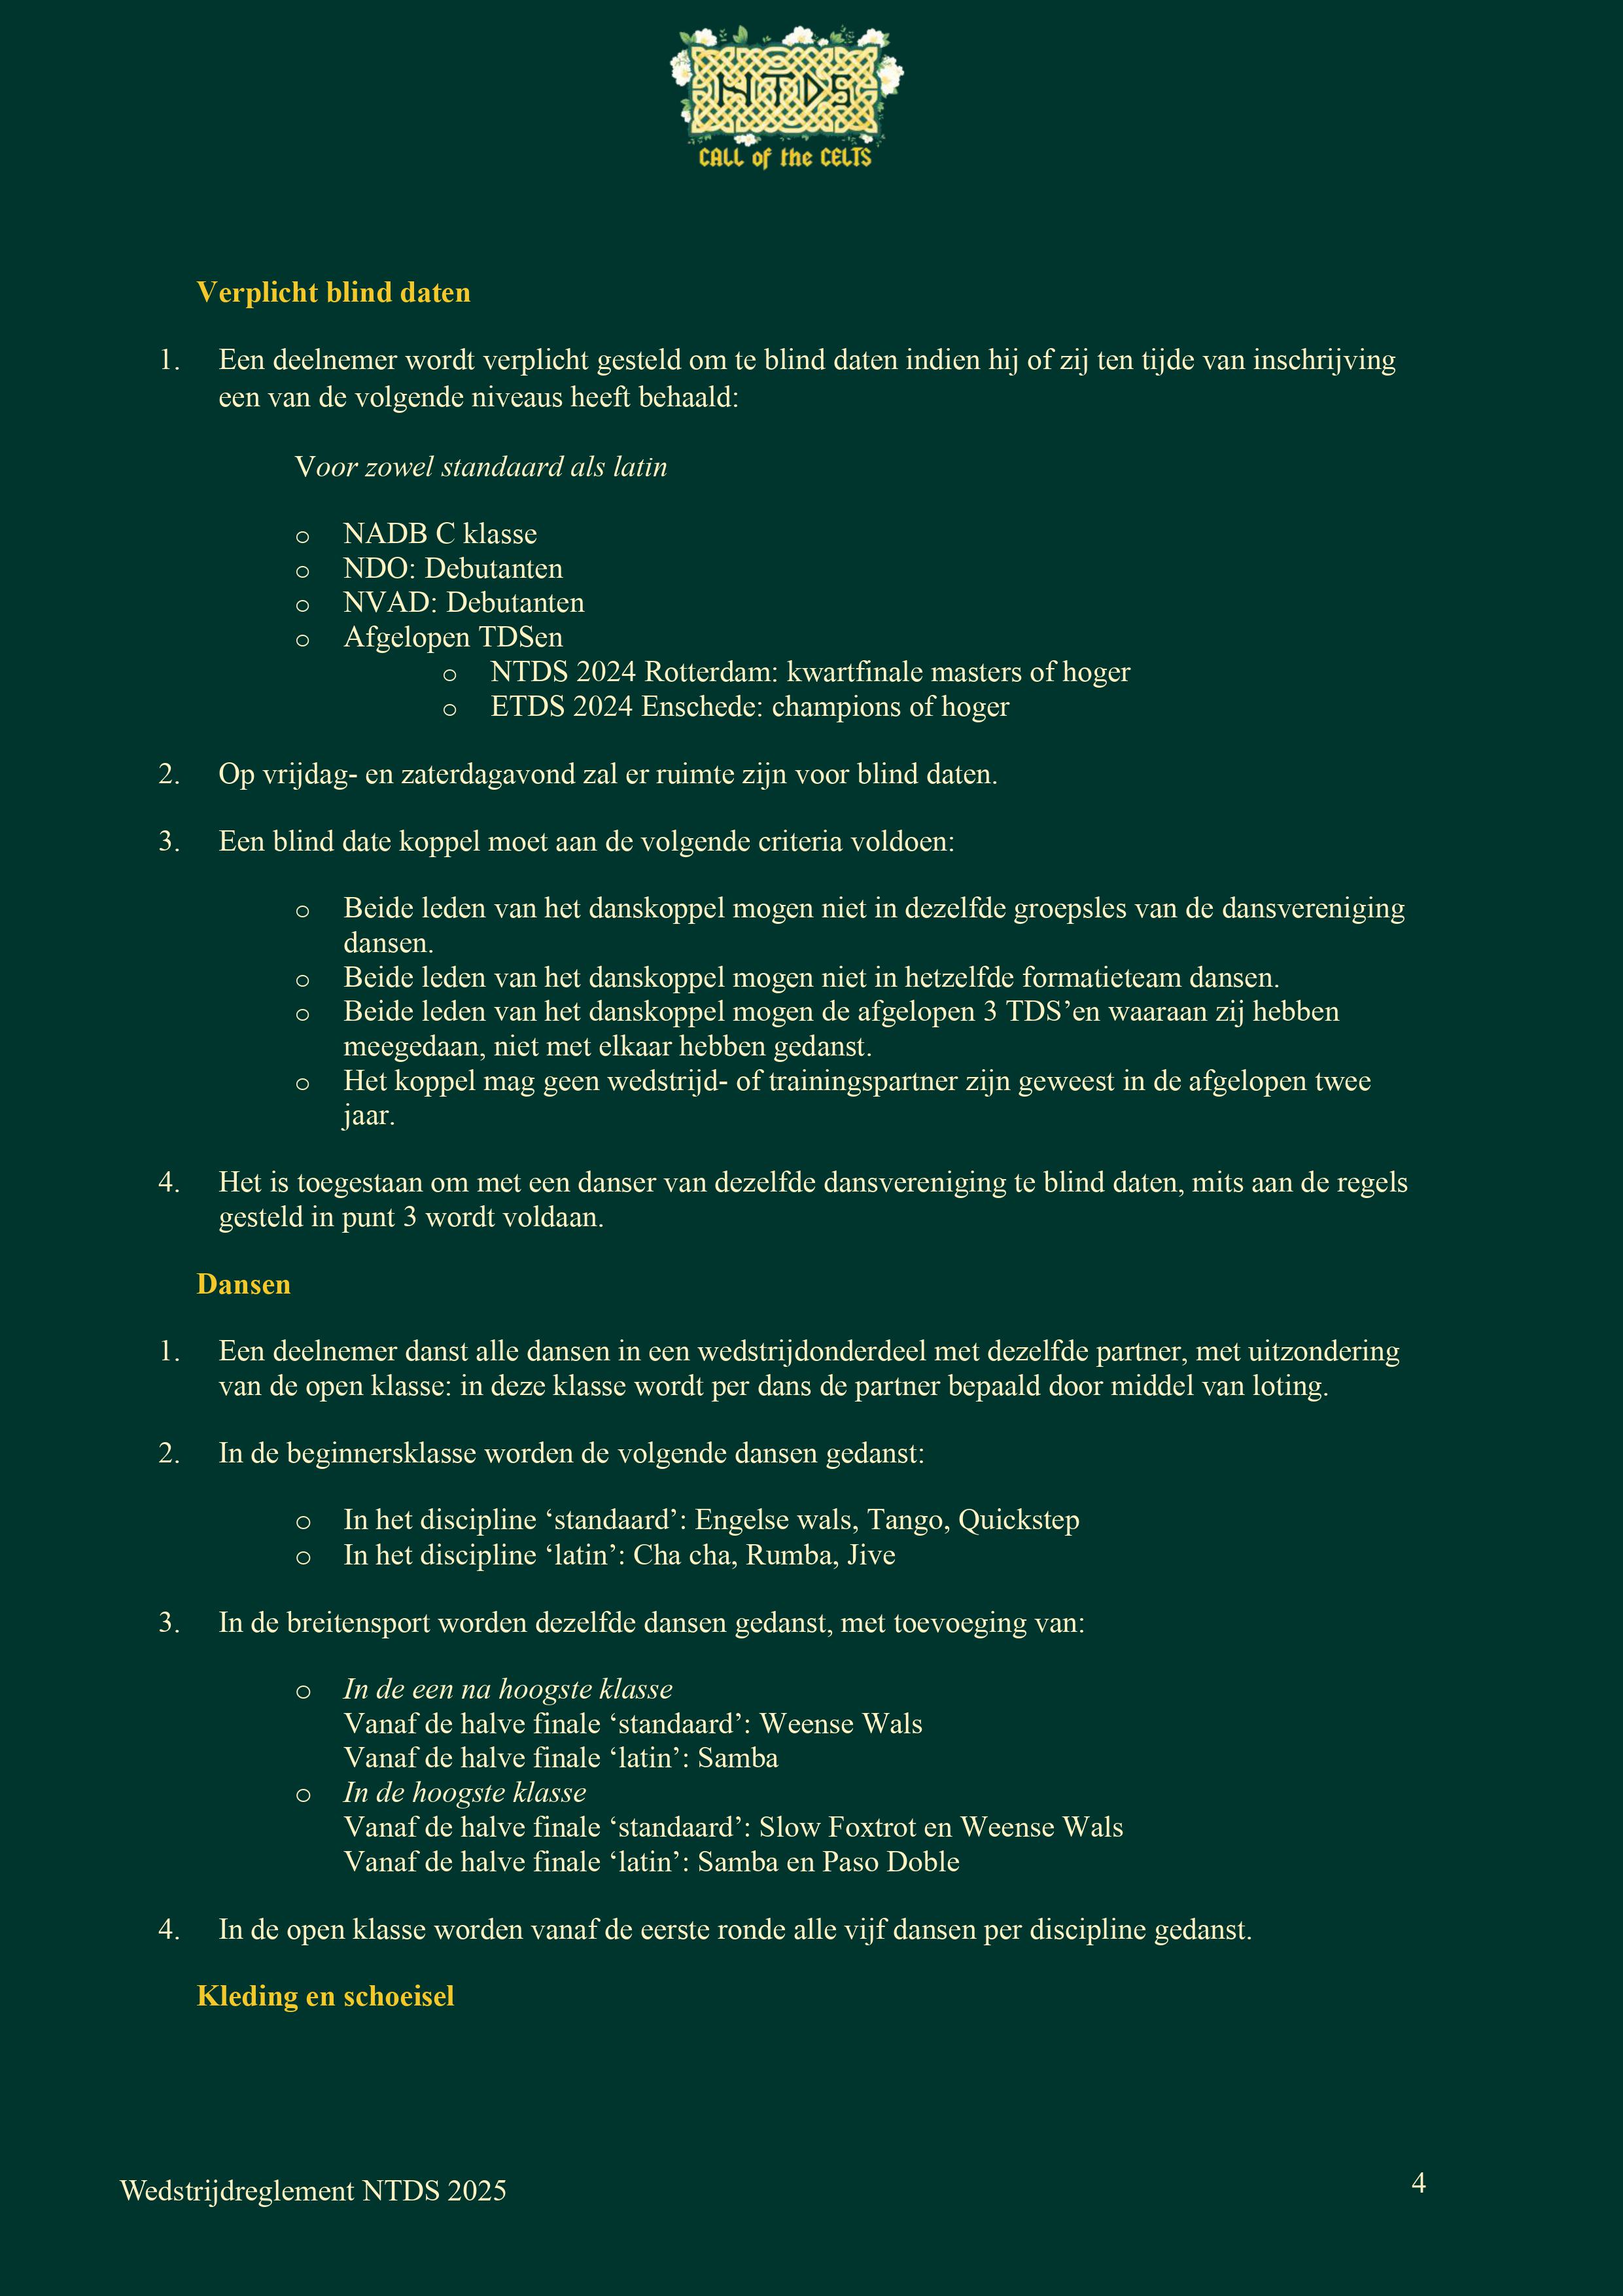 NTDS
CALL of the CELTS
Verplicht blind daten
1. Een deelnemer wordt verplicht gesteld om te blind daten indien hij of zij ten tijde van inschrijving
een van de volgende niveaus heeft behaald:
Voor zowel standaard als latin
o NADB C klasse
o NDO: Debutanten
o NVAD: Debutanten
o Afgelopen TDSen
o NTDS 2024 Rotterdam: kwartfinale masters of hoger
o ETDS 2024 Enschede: champions of hoger
2. Op vrijdag- en zaterdagavond zal er ruimte zijn voor blind daten.
3. Een blind date koppel moet aan de volgende criteria voldoen:
o Beide leden van het danskoppel mogen niet in dezelfde groepsles van de dansvereniging
dansen.
o Beide leden van het danskoppel mogen niet in hetzelfde formatieteam dansen.
o Beide leden van het danskoppel mogen de afgelopen 3 TDS’en waaraan zij hebben
meegedaan, niet met elkaar hebben gedanst.
o Het koppel mag geen wedstrijd- of trainingspartner zijn geweest in de afgelopen twee
jaar.
4. Het is toegestaan om met een danser van dezelfde dansvereniging te blind daten, mits aan de regels
gesteld in punt 3 wordt voldaan.
Dansen
1. Een deelnemer danst alle dansen in een wedstrijdonderdeel met dezelfde partner, met uitzondering
van de open klasse: in deze klasse wordt per dans de partner bepaald door middel van loting.
2. In de beginnersklasse worden de volgende dansen gedanst:
o In het discipline ‘standaard’: Engelse wals, Tango, Quickstep
o In het discipline ‘latin’: Cha cha, Rumba, Jive
3. In de breitensport worden dezelfde dansen gedanst, met toevoeging van:
o In de een na hoogste klasse
Vanaf de halve finale ‘standaard’: Weense Wals
Vanaf de halve finale ‘latin’: Samba
o In de hoogste klasse
Vanaf de halve finale ‘standaard’: Slow Foxtrot en Weense Wals
Vanaf de halve finale ‘latin’: Samba en Paso Doble
4. In de open klasse worden vanaf de eerste ronde alle vijf dansen per discipline gedanst.
Kleding en schoeisel
Wedstrijdreglement NTDS 2025
4